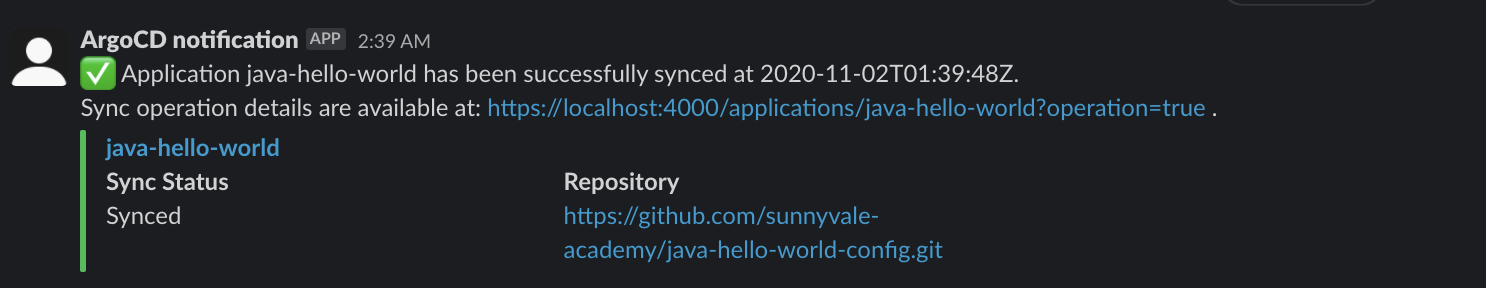 ArgoCD notification APP 2:39 AM
✅ Application java-hello-world has been successfully synced at 2020-11-02T01:39:48Z.
Sync operation details are available at: https://localhost:4000/applications/java-hello-world?operation=true .
java-hello-world
Sync Status Repository
Synced https://github.com/sunnyvale-
academy/java-hello-world-config.git